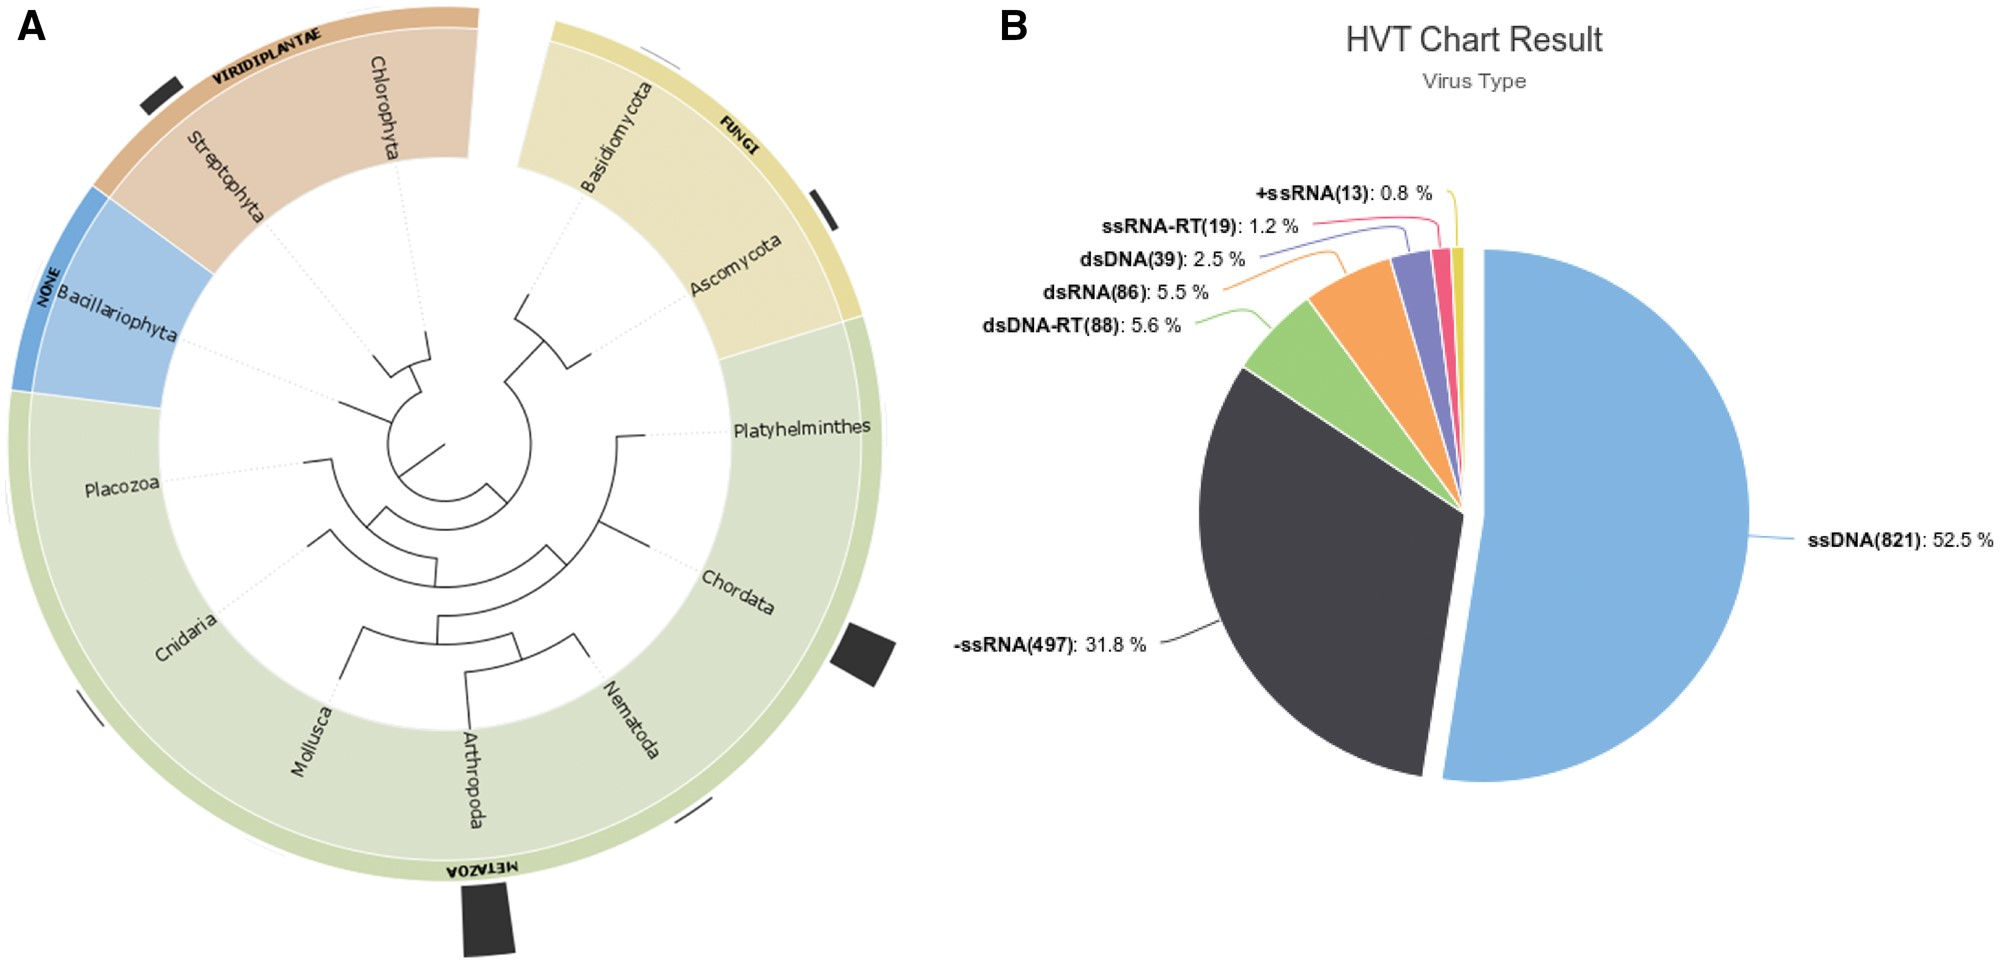 A
VIRIDIPLANTAE
Chlorophyta
Streptophyta
NONE
Bacillariophyta
Placozoa
Cnidaria
Mollusca
Arthropoda
METAZOA
Nematoda
Chordata
Platyhelminthes
Ascomycota
FUNGI
Basidiomycota
B
HVT Chart Result
Virus Type
+ssRNA(13): 0.8 %
ssRNA-RT(19): 1.2 %
dsDNA(39): 2.5 %
dsRNA(86): 5.5 %
dsDNA-RT(88): 5.6 %
ssDNA(821): 52.5 %
-ssRNA(497): 31.8 %